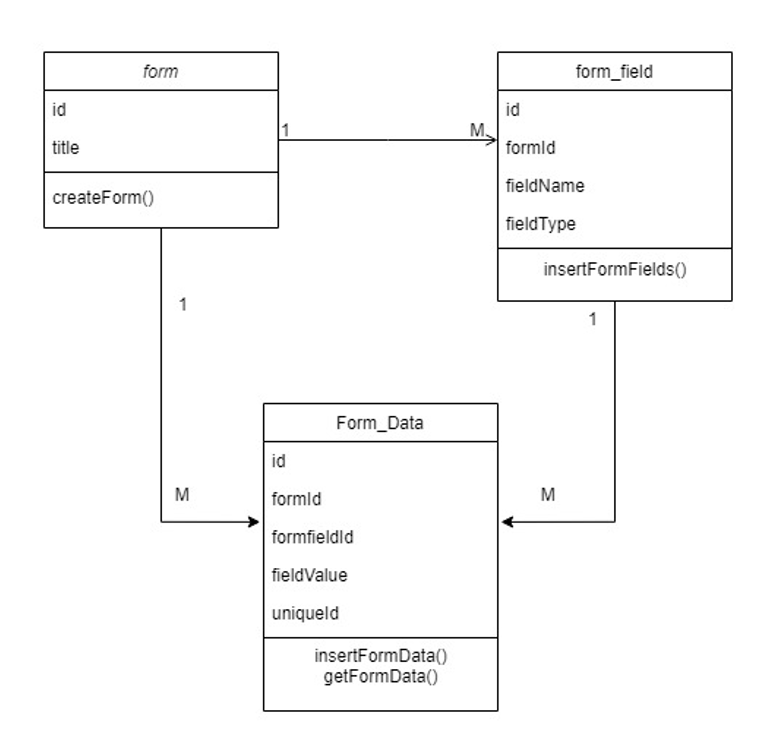 form
id
title
createForm()
1
M
form_field
id
formId
fieldName
fieldType
insertFormFields()
1
M
1
M
Form_Data
id
formId
formfieldId
fieldValue
uniqueId
insertFormData()
getFormData()